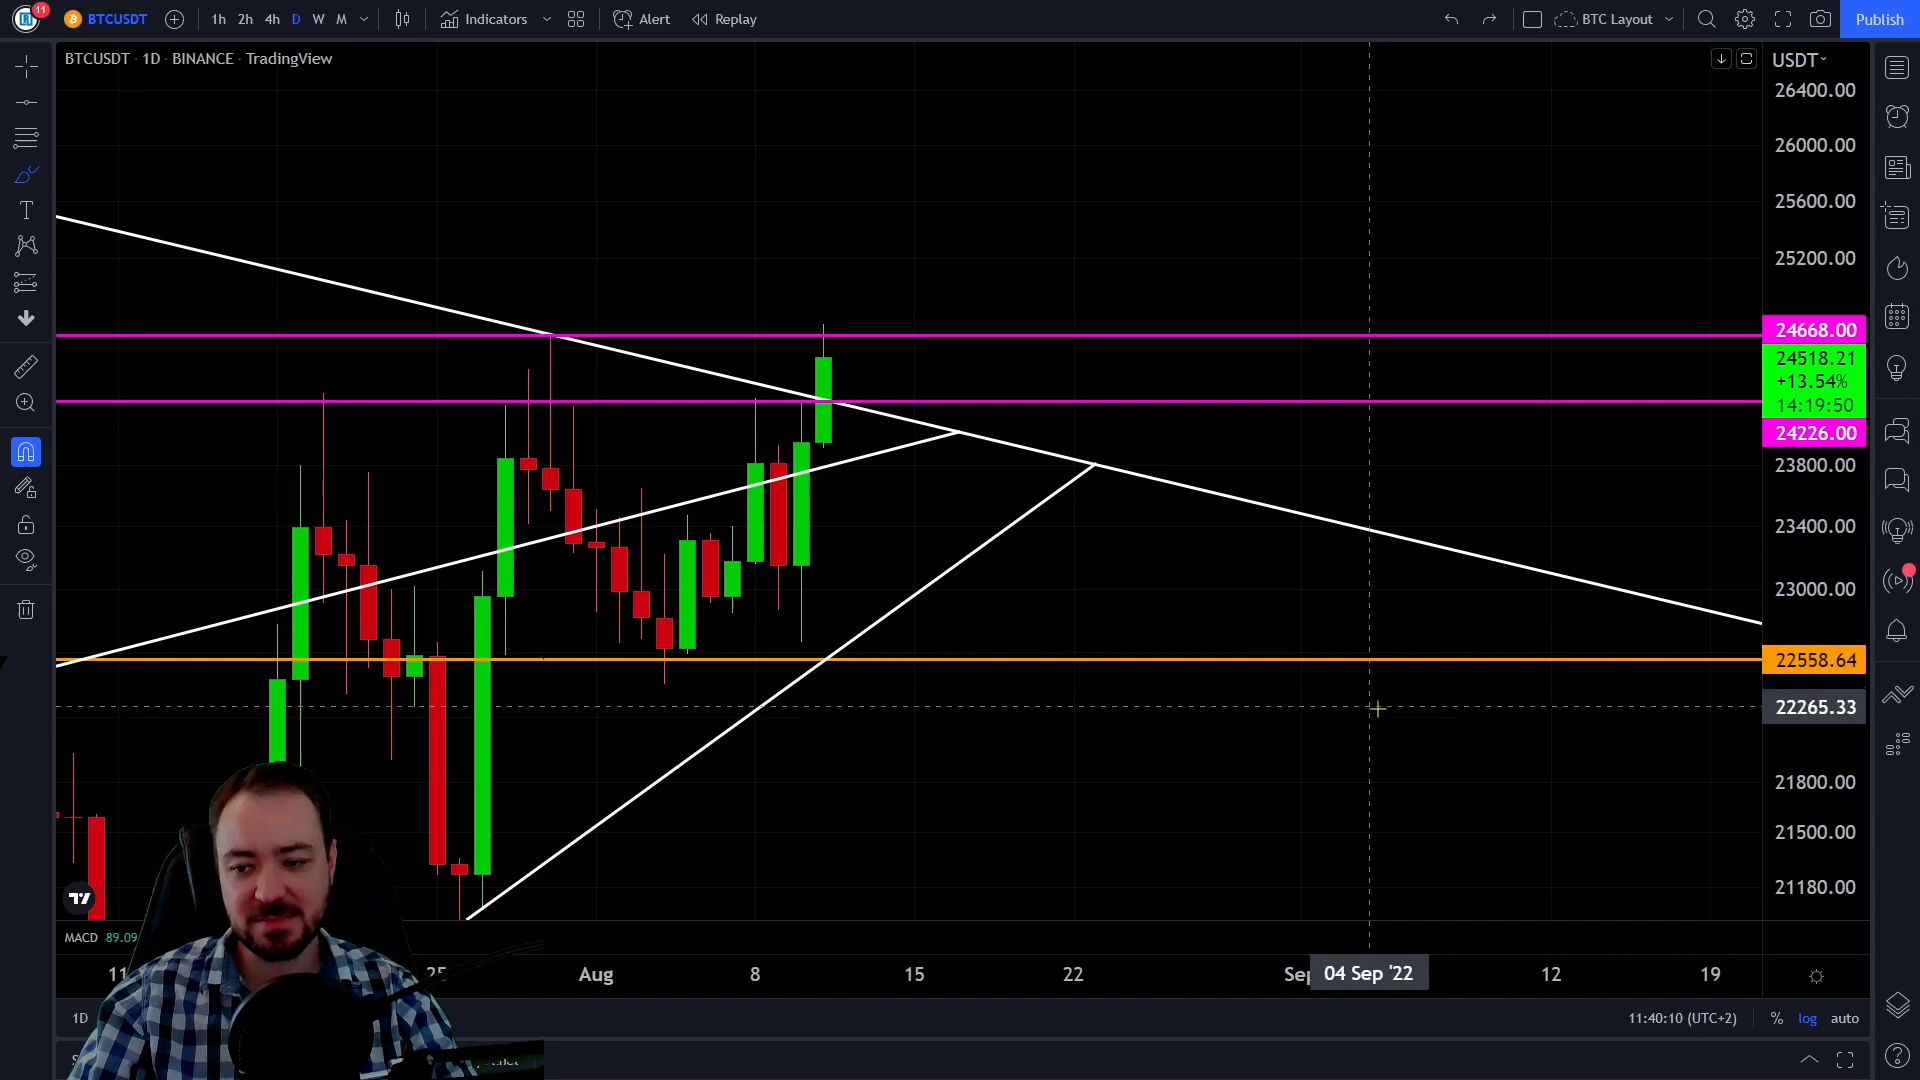 11
BTCUSDT
1h 2h 4h D W M
Indicators
Alert
Replay
BTC Layout
Publish
BTCUSDT · 1D · BINANCE · TradingView
USDT
26400.00
26000.00
25600.00
25200.00
24668.00
24518.21
+13.54%
14:19:50
24226.00
23800.00
23400.00
23000.00
22558.64
22265.33
21800.00
21500.00
21180.00
MACD 89.09
11 25 Aug 8 15 22 Sep 04 Sep '22 12 19
1D
11:40:10 (UTC+2) % log auto